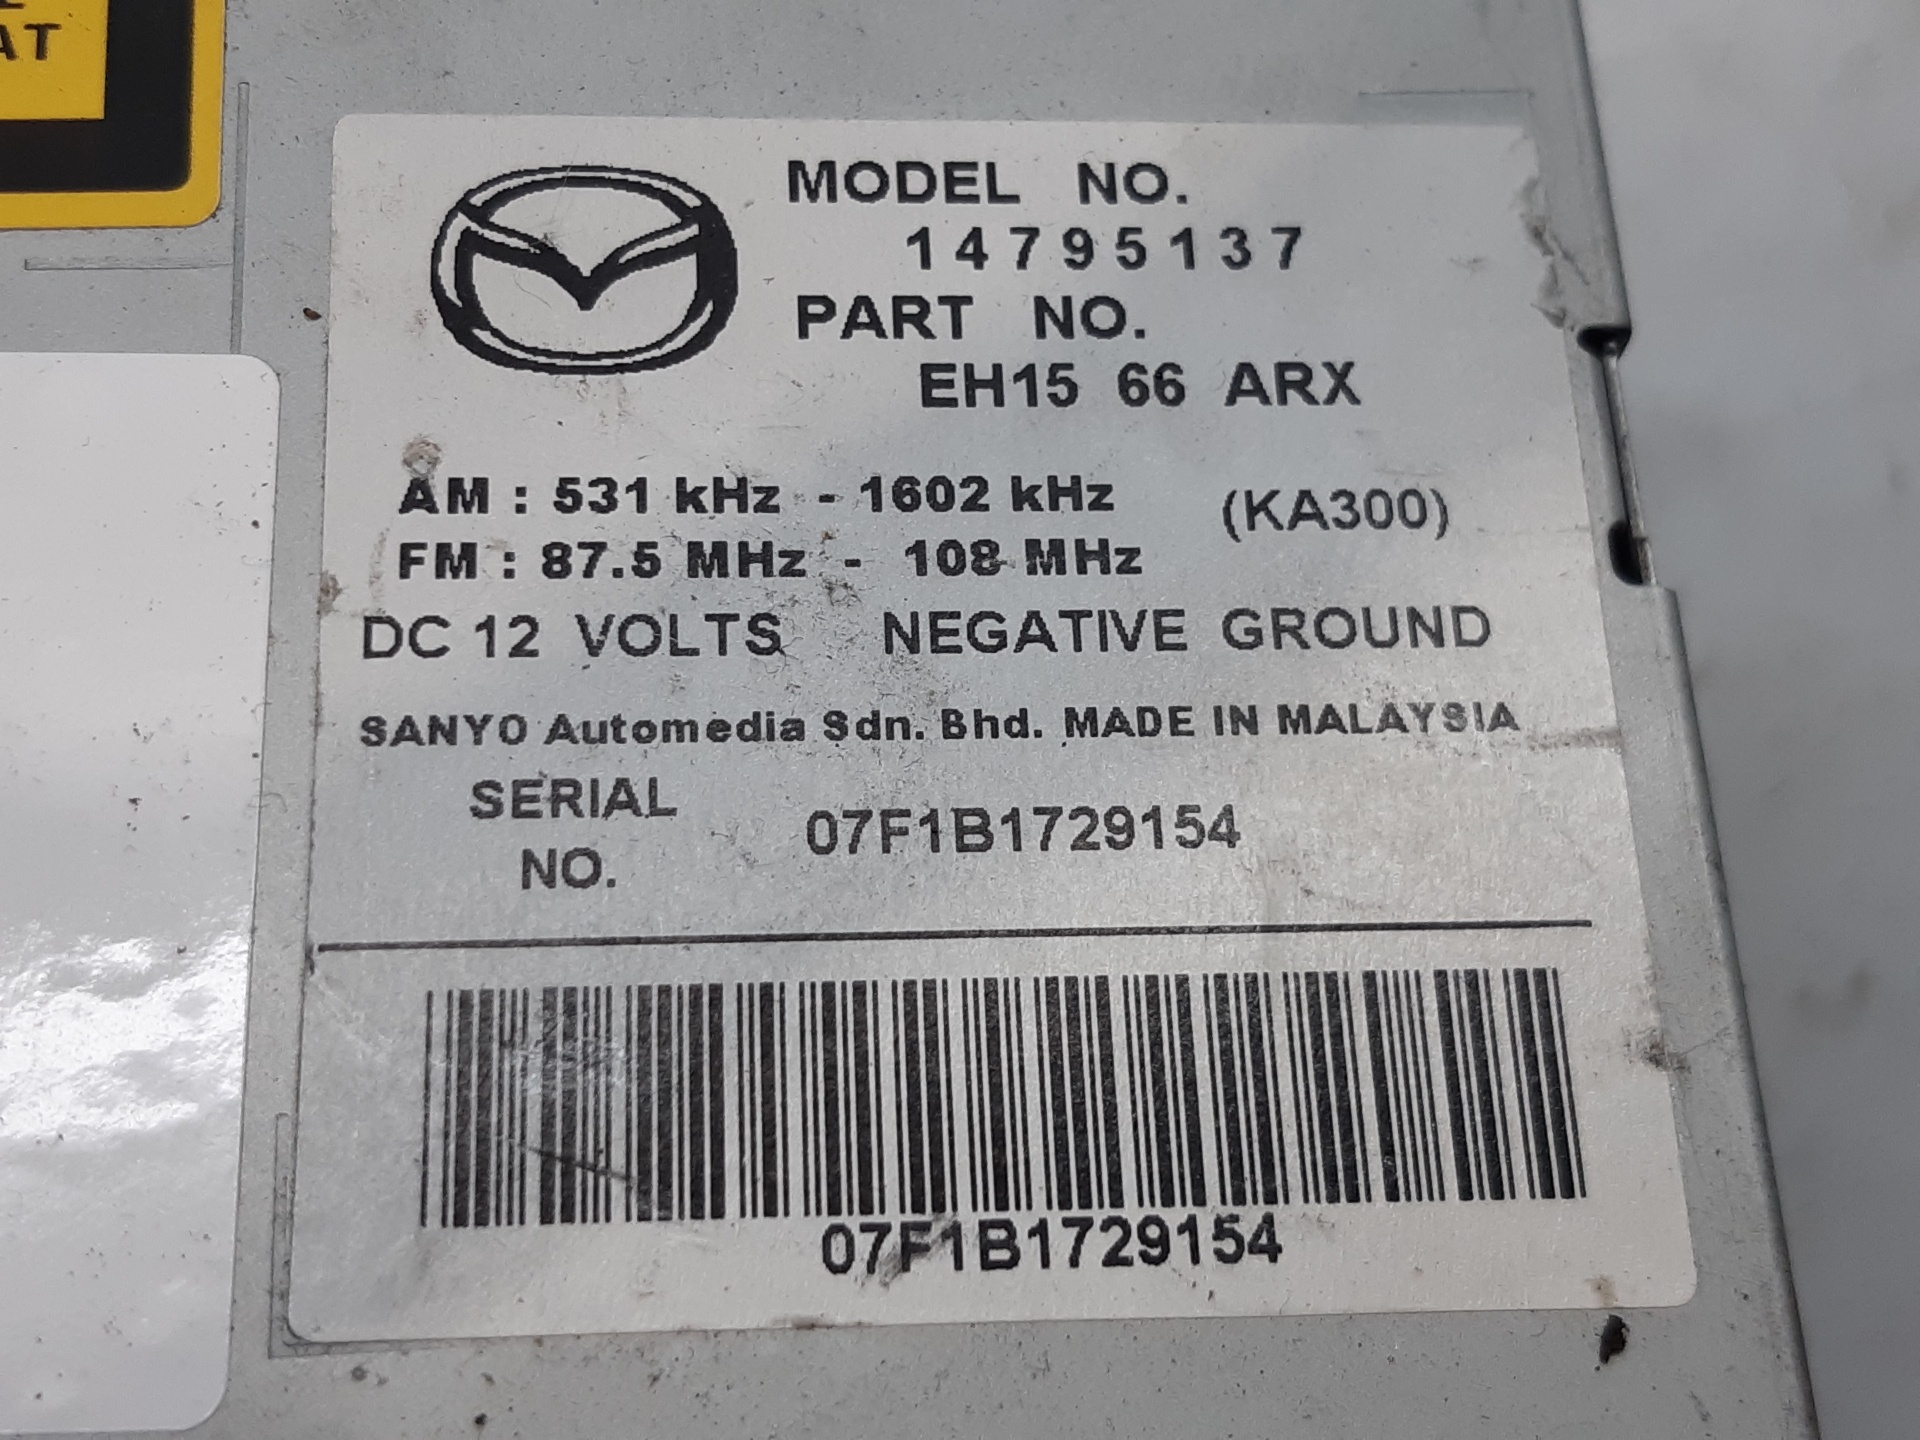 AT
MODEL NO.
14795137
PART NO.
EH15 66 ARX
AM : 531 kHz - 1602 kHz (KA300)
FM : 87.5 MHz - 108 MHz
DC 12 VOLTS NEGATIVE GROUND
SANYO Automedia Sdn. Bhd. MADE IN MALAYSIA
SERIAL NO. 07F1B1729154
07F1B1729154